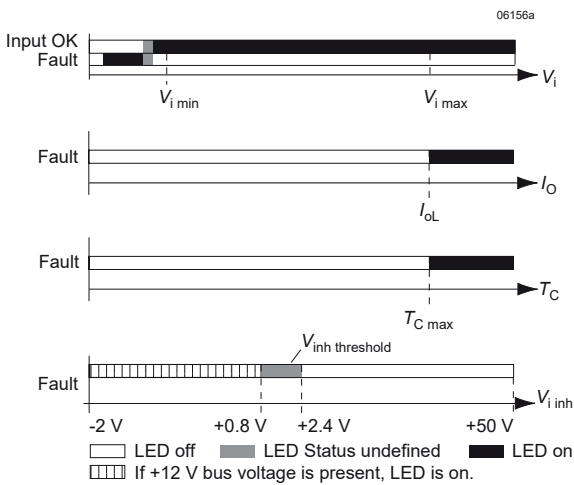 06156a
Input OK
Fault
Vi
Vi min
Vi max
Fault
IO
IoL
Fault
TC
TC max
Vinh threshold
Fault
Vi inh
-2 V
+0.8 V
+2.4 V
+50 V
LED off
LED Status undefined
LED on
If +12 V bus voltage is present, LED is on.